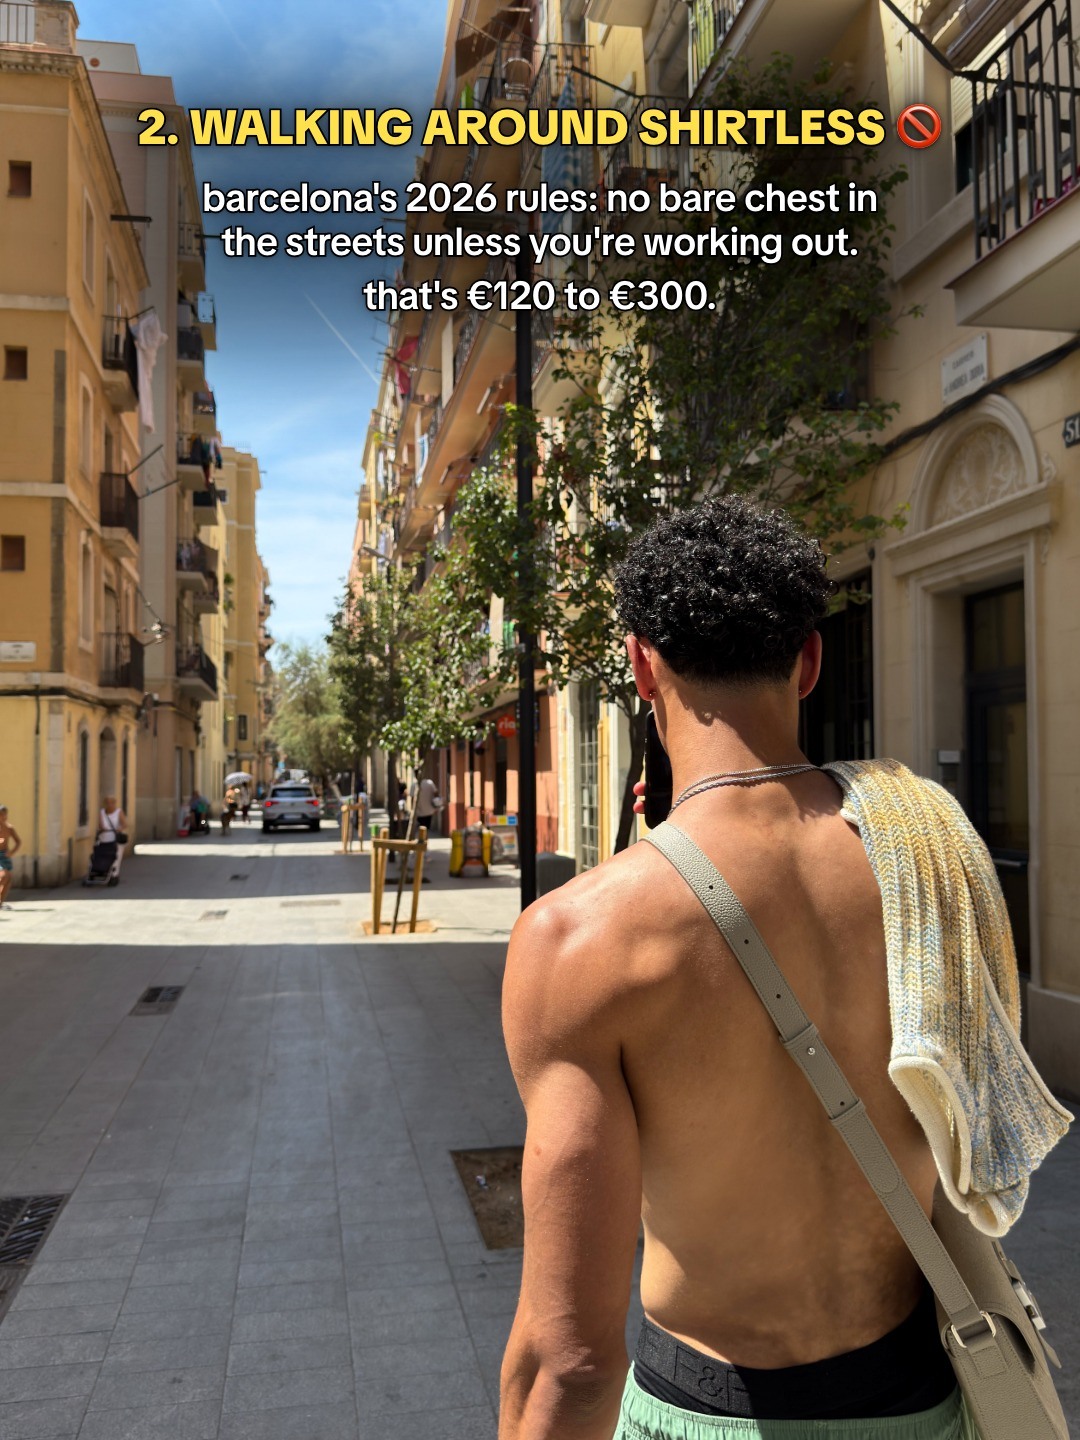 2. WALKING AROUND SHIRTLESS 🚫
barcelona's 2026 rules: no bare chest in
the streets unless you're working out.
that's €120 to €300.
51
F&F